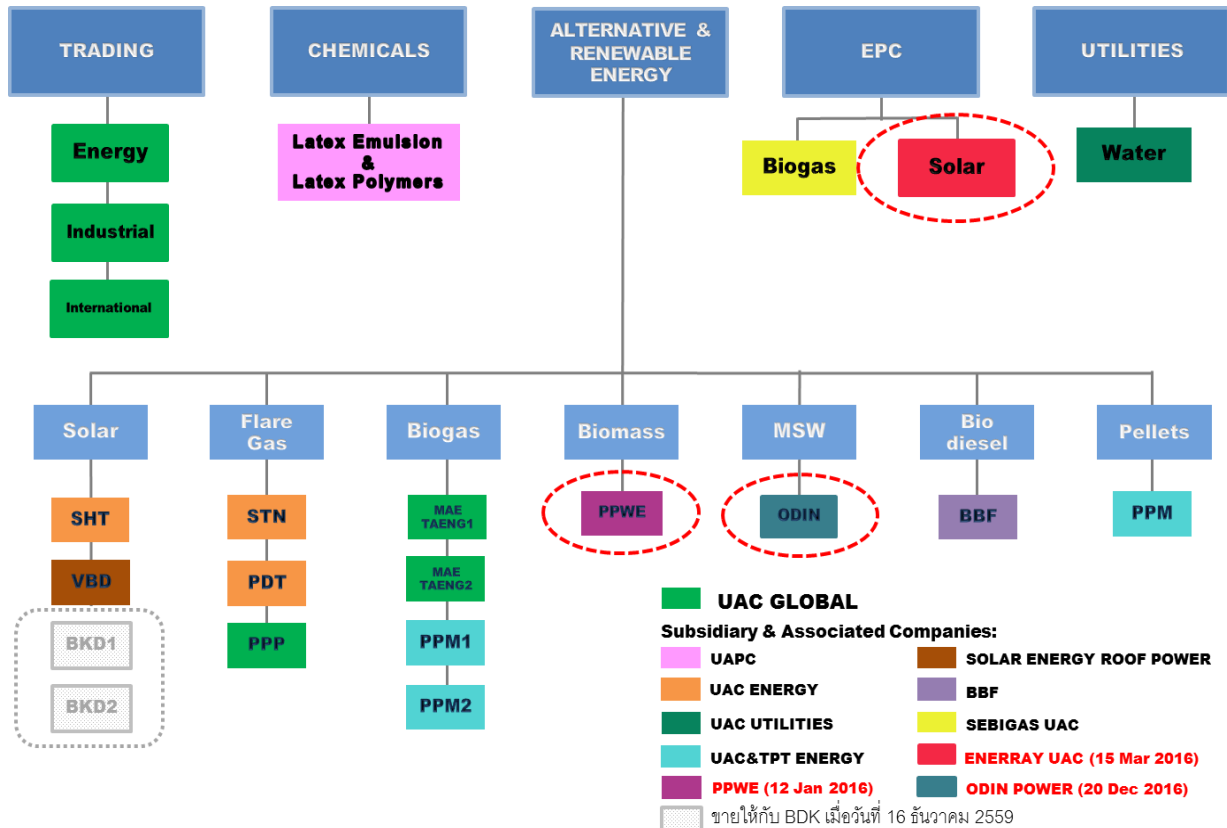 TRADING
CHEMICALS
ALTERNATIVE &
RENEWABLE
ENERGY
EPC
UTILITIES
Energy
Industrial
International
Latex Emulsion
&
Latex Polymers
Biogas
Solar
Water
Solar
Flare
Gas
Biogas
Biomass
MSW
Bio
diesel
Pellets
SHT
STN
MAE
TAENG1
PPWE
ODIN
BBF
PPM
VBD
PDT
MAE
TAENG2
BKD1
PPP
PPM1
BKD2
PPM2
UAC GLOBAL
Subsidiary & Associated Companies:
UAPC
SOLAR ENERGY ROOF POWER
UAC ENERGY
BBF
UAC UTILITIES
SEBIGAS UAC
UAC&TPT ENERGY
ENERRAY UAC (15 Mar 2016)
PPWE (12 Jan 2016)
ODIN POWER (20 Dec 2016)
ขายให้กับ BDK เมื่อวันที่ 16 ธันวาคม 2559